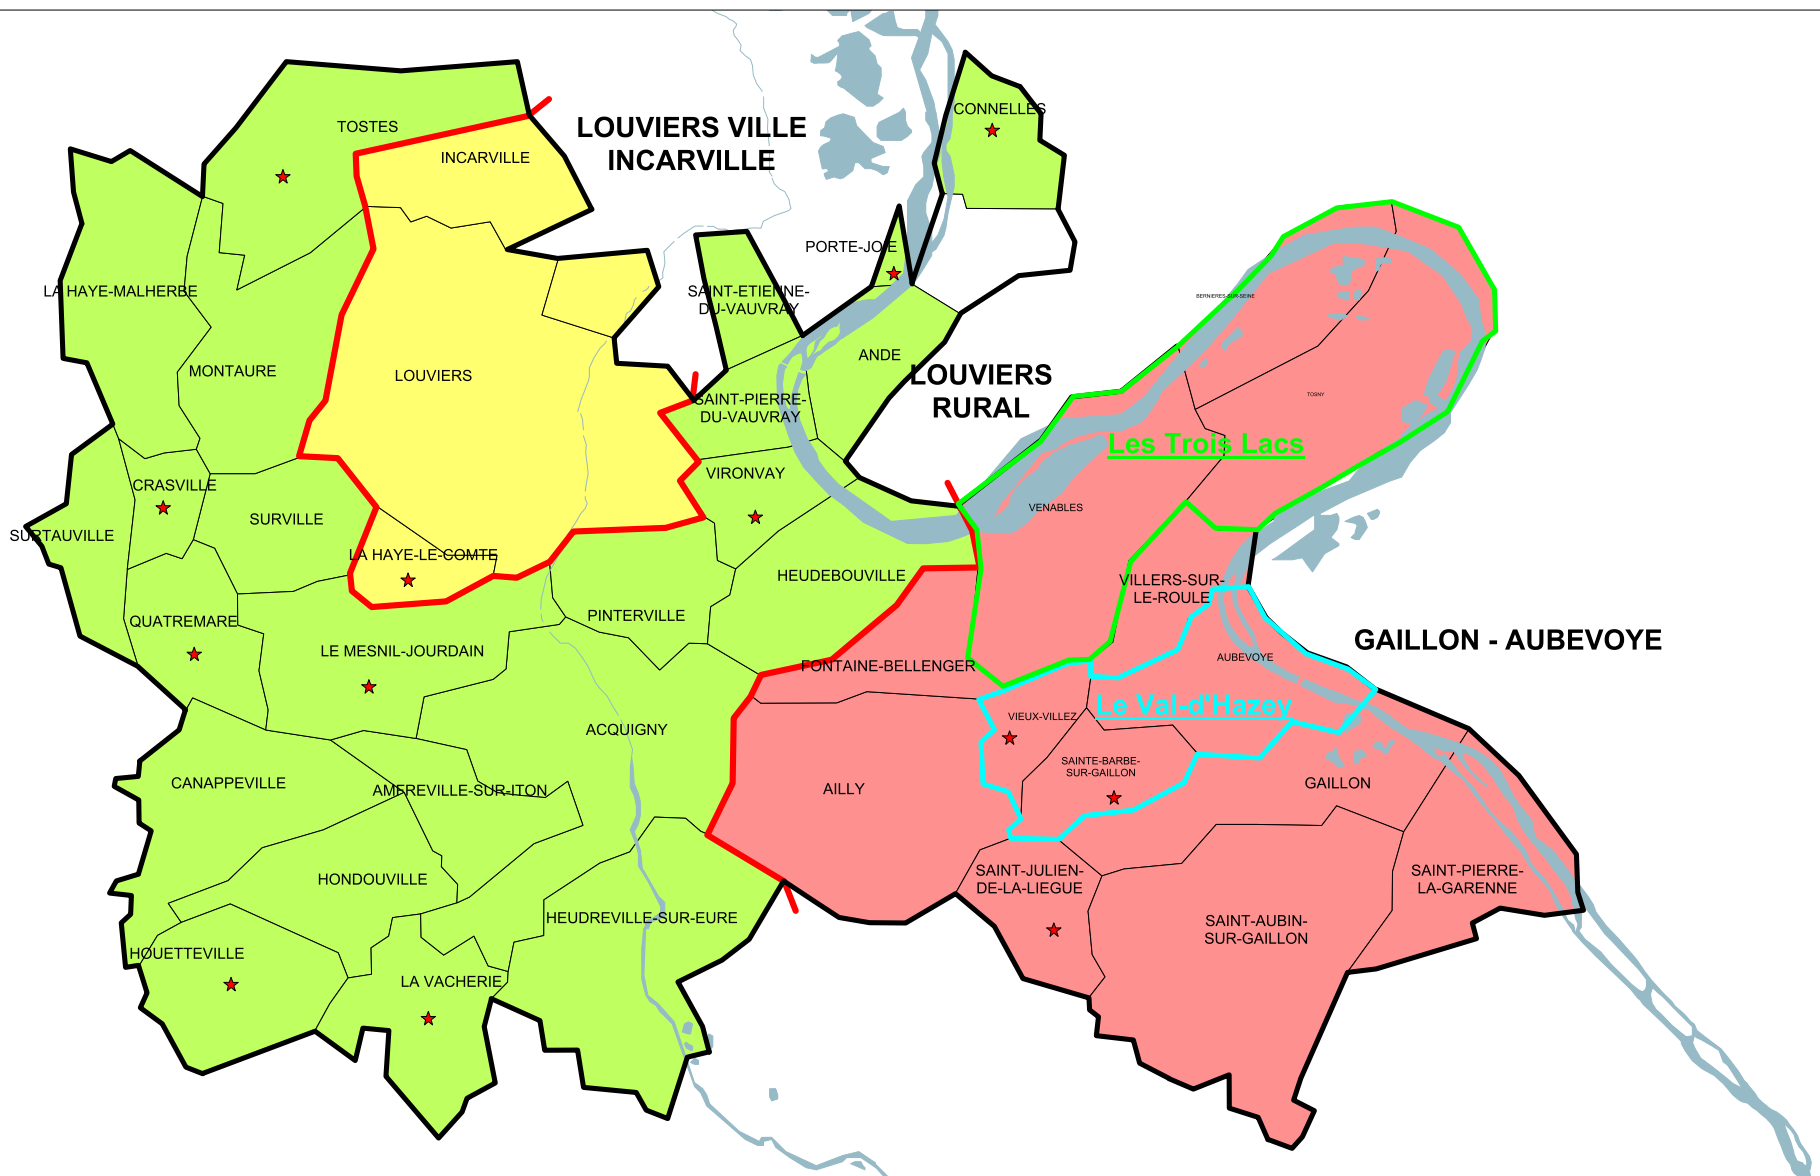 CONNELLES
TOSTES
LOUVIERS VILLE
INCARVILLE
INCARVILLE
PORTE-JOIE
LA HAYE-MALHERBE
SAINT-ETIENNE-
DU-VAUVRAY
BERNIERES-SUR-SEINE
ANDE
MONTAURE
LOUVIERS
LOUVIERS
RURAL
TOSNY
SAINT-PIERRE-
DU-VAUVRAY
Les Trois Lacs
VIRONVAY
CRASVILLE
VENABLES
SURVILLE
SURTAUVILLE
LA HAYE-LE-COMTE
HEUDEBOUVILLE
VILLERS-SUR-
LE-ROULE
PINTERVILLE
QUATREMARE
GAILLON - AUBEVOYE
LE MESNIL-JOURDAIN
AUBEVOYE
FONTAINE-BELLENGER
Le Val-d'Hazey
VIEUX-VILLEZ
ACQUIGNY
SAINTE-BARBE-
SUR-GAILLON
CANAPPEVILLE
AMFREVILLE-SUR-ITON
AILLY
GAILLON
HONDOUVILLE
SAINT-JULIEN-
DE-LA-LIEGUE
SAINT-PIERRE-
LA-GARENNE
HEUDREVILLE-SUR-EURE
SAINT-AUBIN-
SUR-GAILLON
HOUETTEVILLE
LA VACHERIE